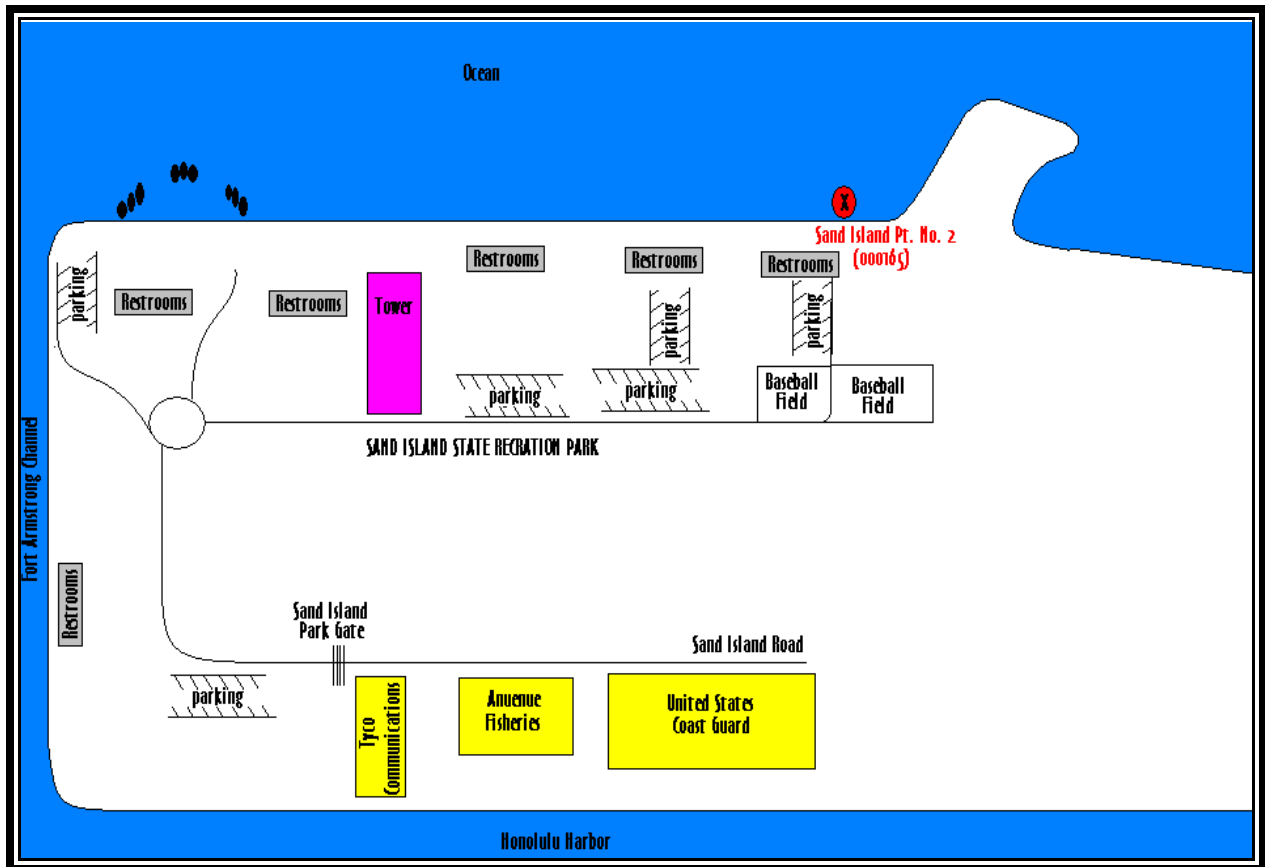 Ocean
X
Sand Island Pt. No. 2
(000165)
Restrooms
Restrooms
Restrooms
parking
Restrooms
Restrooms
Tower
parking
parking
parking
parking
Baseball
Field
Baseball
Field
SAND ISLAND STATE RECRATION PARK
Fort Armstrong Channel
Restrooms
Sand Island
Park Gate
Sand Island Road
parking
Tyco
Communications
Anuenue
Fisheries
United States
Coast Guard
Honolulu Harbor